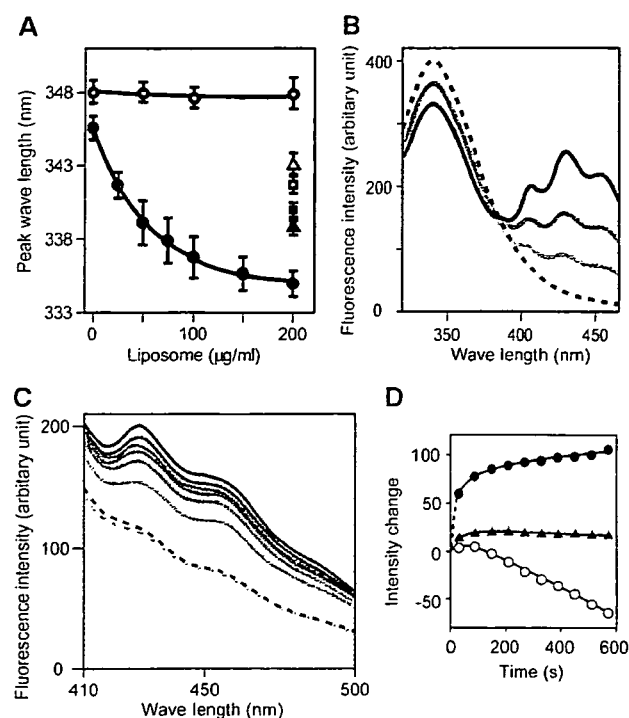 A
Peak wave length (nm)
348
343
338
333
0
100
200
Liposome (µg/ml)
B
Fluorescence intensity (arbitary unit)
400
200
0
350
400
450
Wave length (nm)
C
Fluorescence intensity (arbitary unit)
200
100
0
410
450
500
Wave length (nm)
D
Intensity change
100
50
0
-50
0
200
400
600
Time (s)